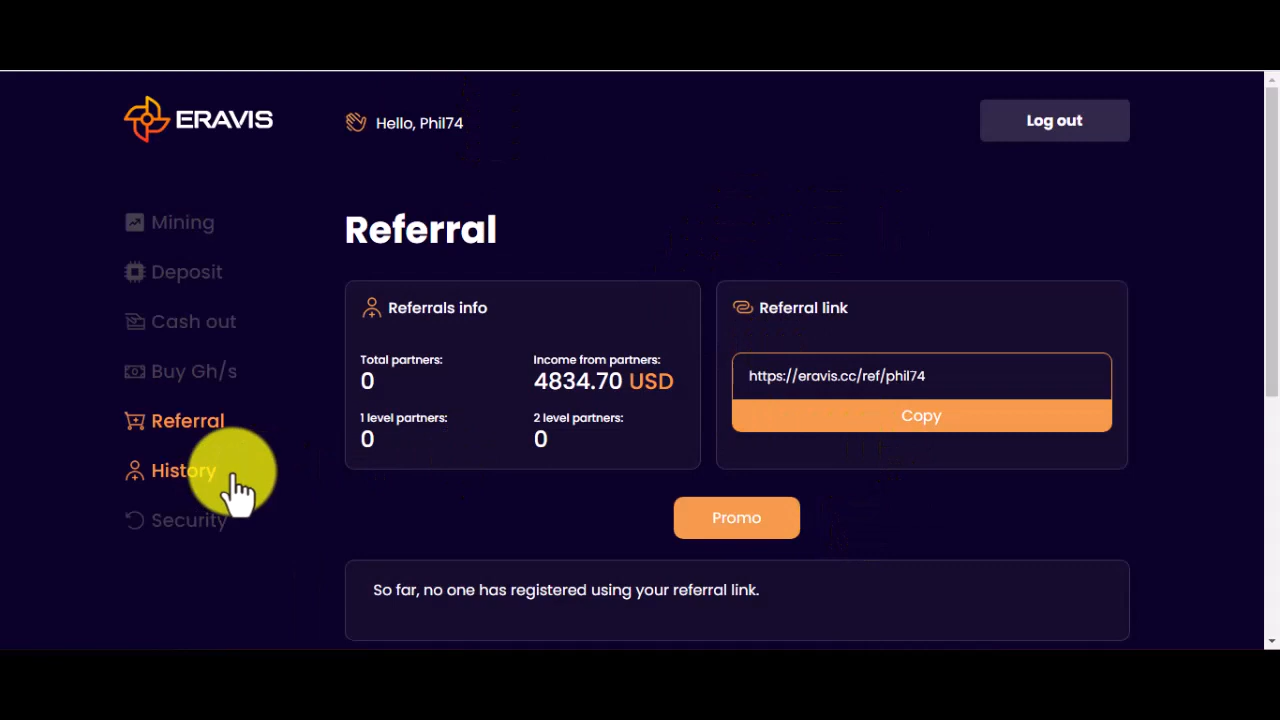 ERAVIS
Hello, Phil74
Log out
Mining
Deposit
Cash out
Buy Gh/s
Referral
History
Security
Referral
Referrals info
Total partners:
0
Income from partners:
4834.70 USD
1 level partners:
0
2 level partners:
0
Referral link
https://eravis.cc/ref/phil74
Copy
Promo
So far, no one has registered using your referral link.